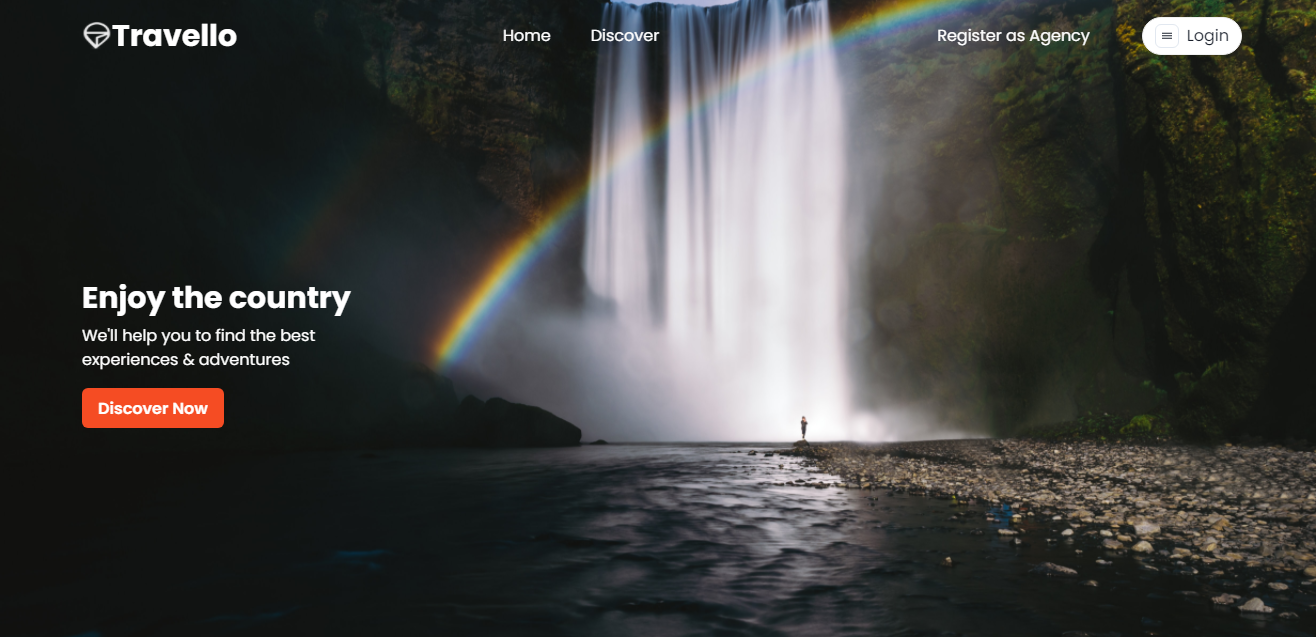 Travello
Home
Discover
Register as Agency
Login
Enjoy the country
We'll help you to find the best
experiences & adventures
Discover Now